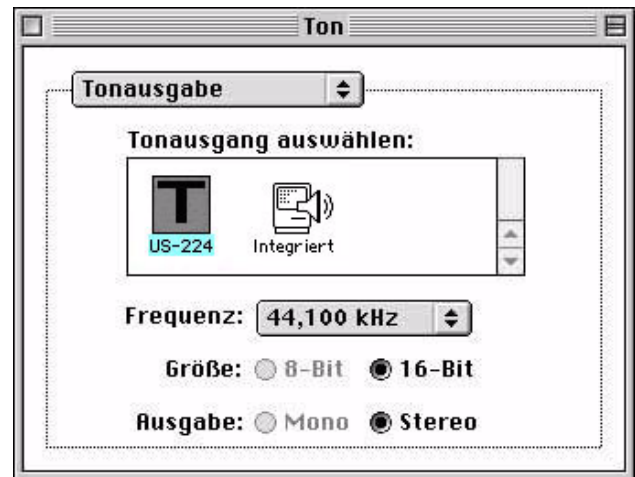 Ton
Tonausgabe
Tonausgang auswählen:
T
US-224 Integriert
Frequenz: 44,100 kHz
Größe: 8-Bit 16-Bit
Ausgabe: Mono Stereo